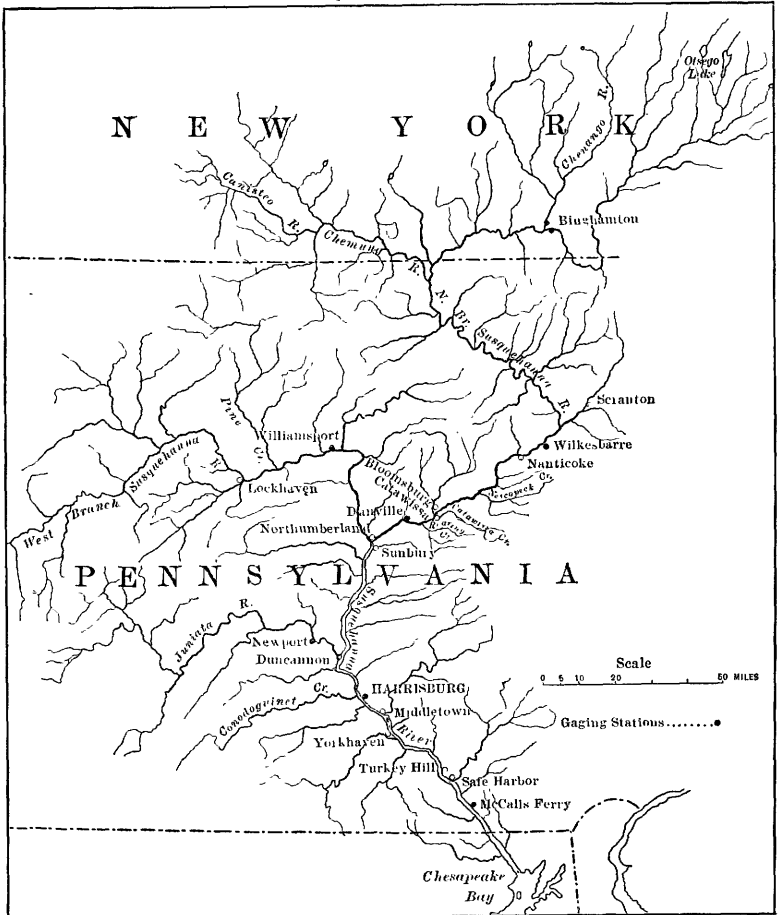 NEW YORK
Otsego
Lake
Chenango R.
Canisteo R.
Binghamton
Chemung R.
N. Br. Susquehanna R.
Scranton
Pine Cr.
Williamsport
Wilkesbarre
Nanticoke
West Branch Susquehanna R.
Lockhaven
Bloomsburg
Catawissa
Danville
Catawissa Cr.
Northumberland
Sunbury
PENNSYLVANIA
Susquehanna River
Juniata R.
Newport
Duncannon
Scale
0 5 10 20 50 MILES
Conodoguinet Cr.
HARRISBURG
Middletown
Gaging Stations
Yorkhaven
Turkey Hill
Safe Harbor
McCalls Ferry
Chesapeake
Bay